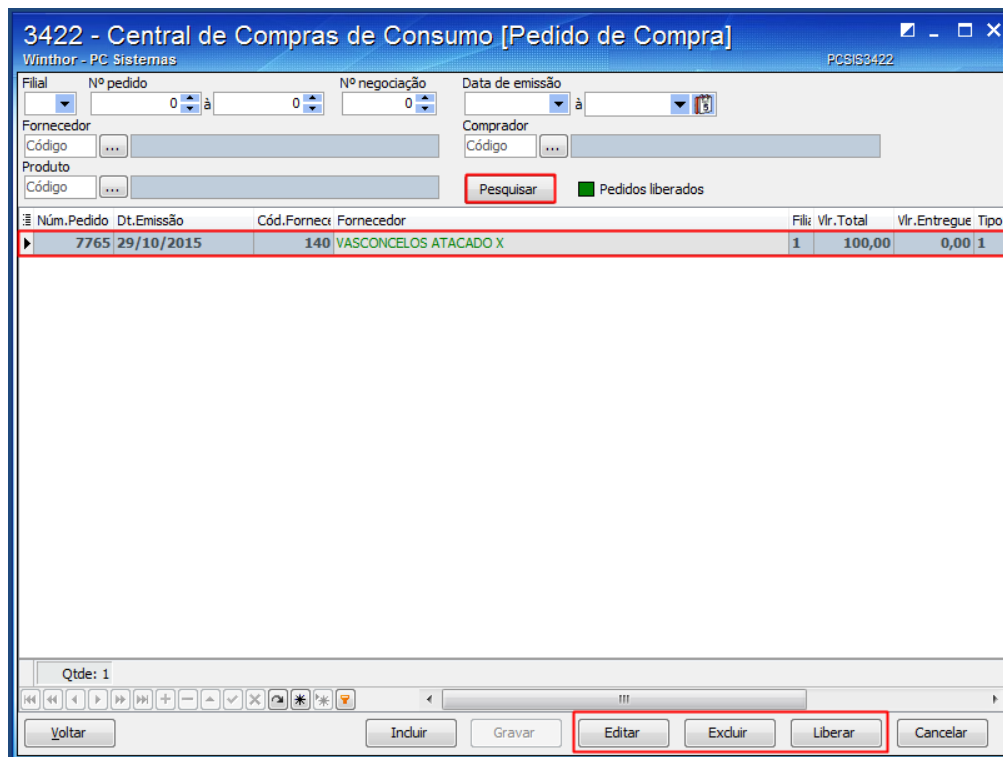 3422 - Central de Compras de Consumo [Pedido de Compra]
Winthor - PC Sistemas PCSIS3422
Filial Nº pedido Nº negociação Data de emissão
0 à 0 0 à
Fornecedor Comprador
Código ... Código ...
Produto
Código ... Pesquisar Pedidos liberados
Núm.Pedido Dt.Emissão Cód.Fornece Fornecedor Filia Vlr.Total Vlr.Entregue Tipo
7765 29/10/2015 140 VASCONCELOS ATACADO X 1 100,00 0,00 1
Qtde: 1
Voltar Incluir Gravar Editar Excluir Liberar Cancelar